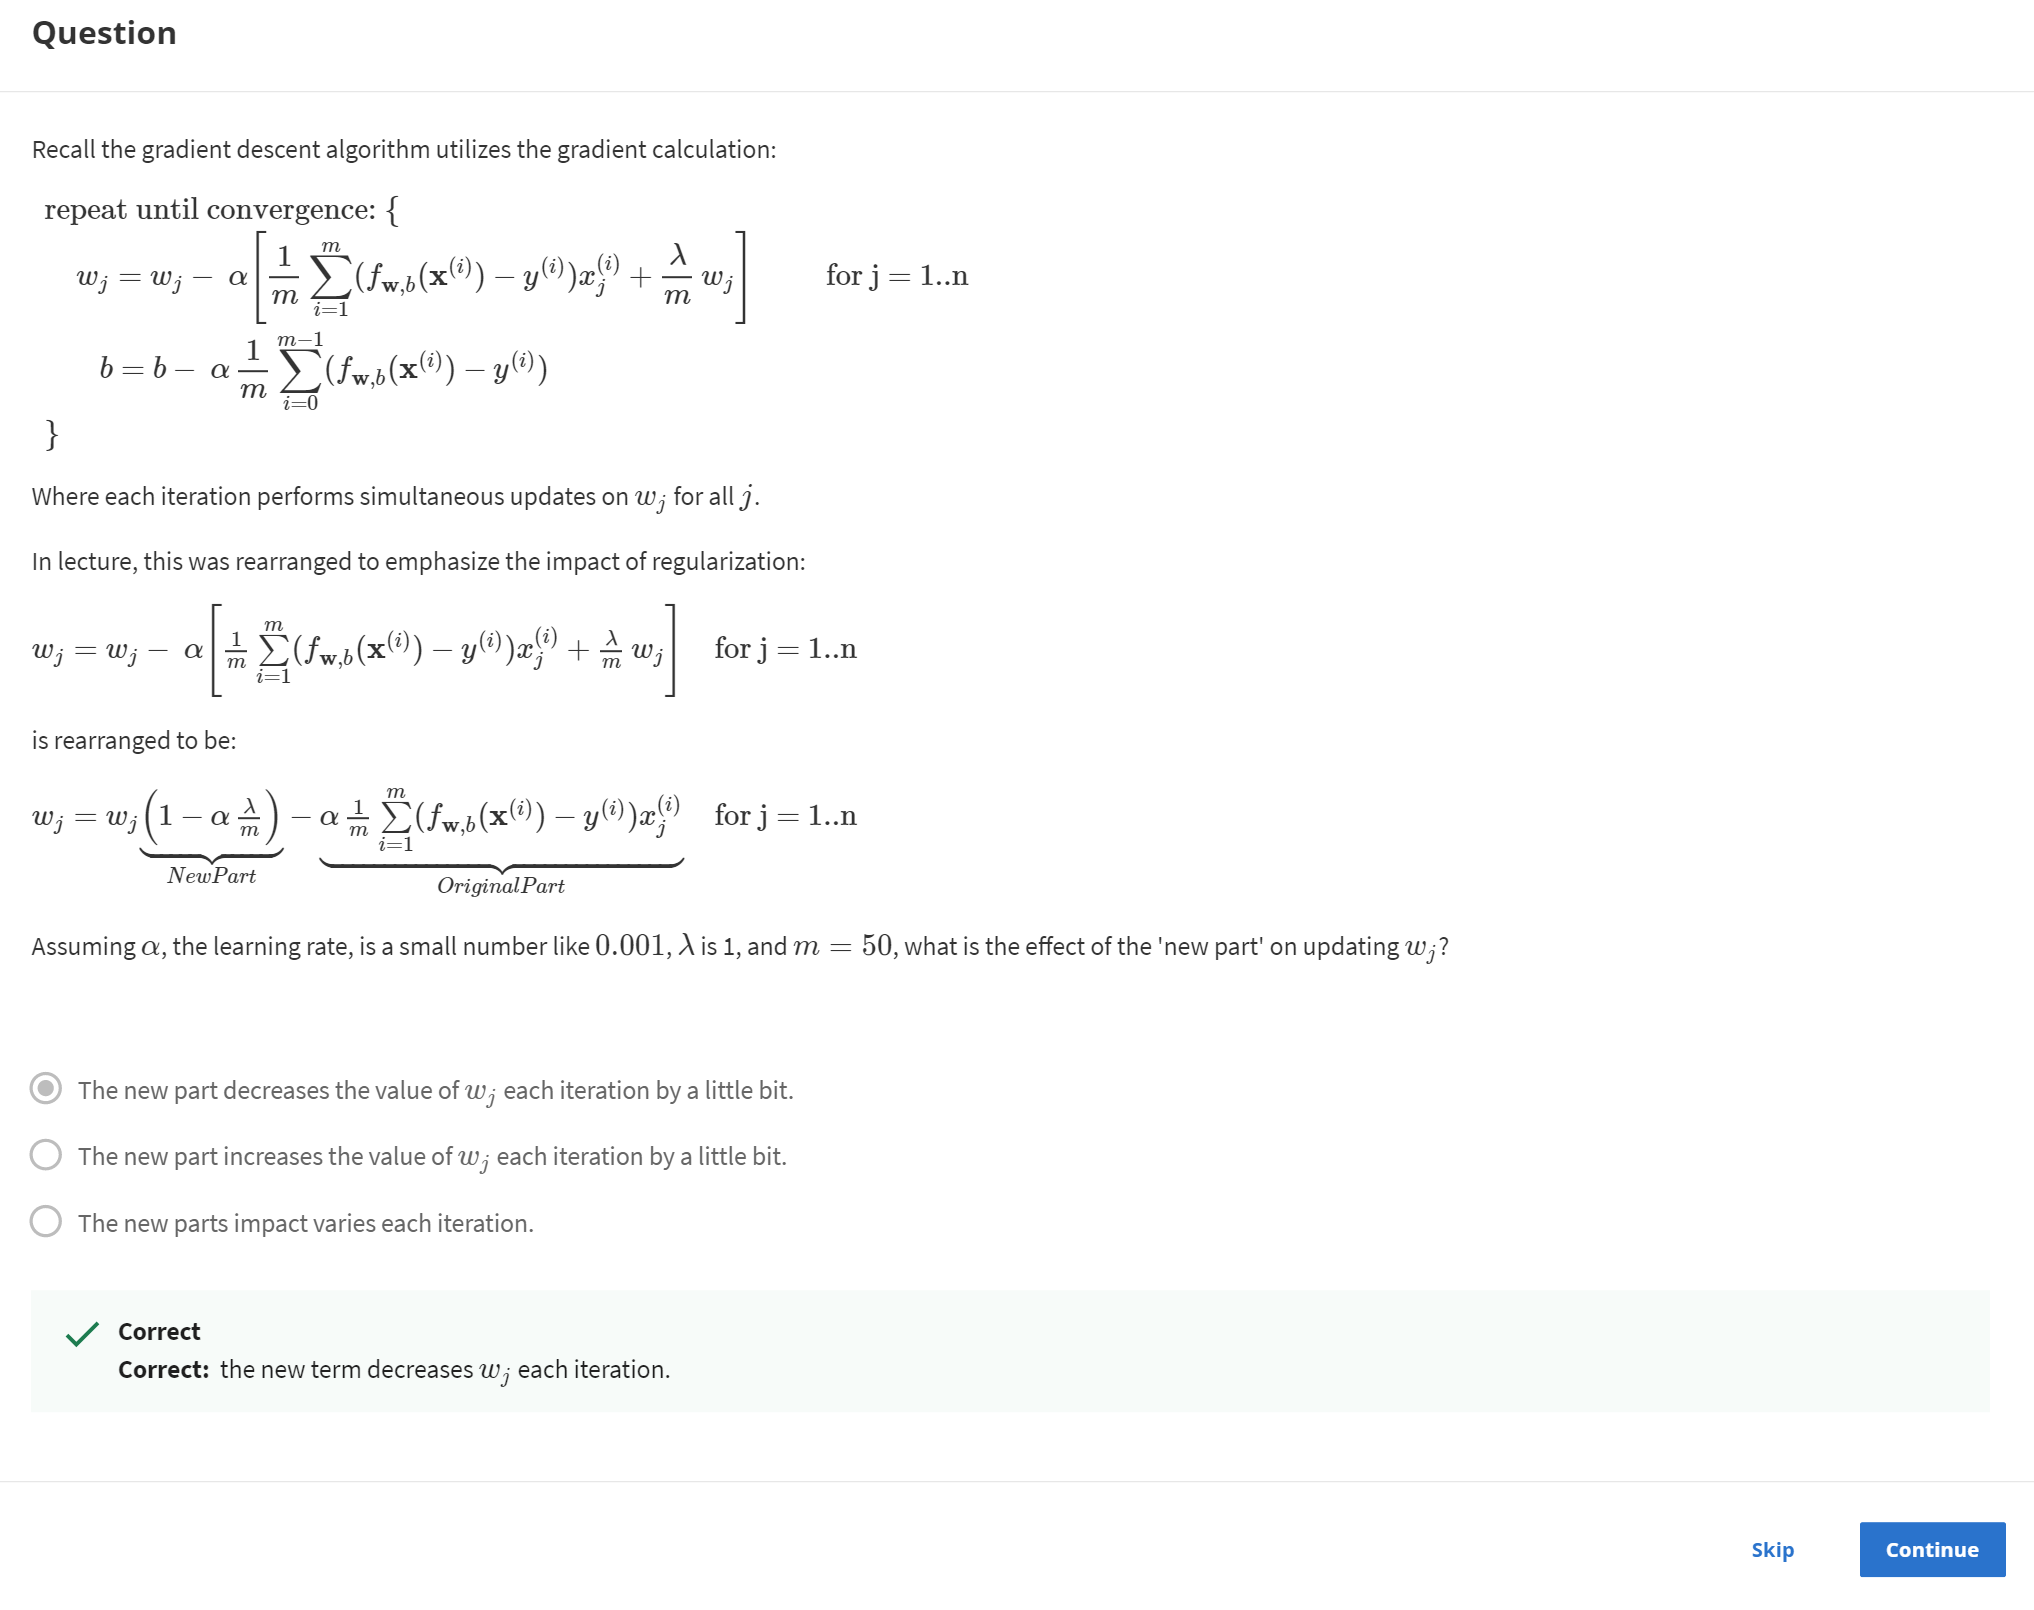 Question
Recall the gradient descent algorithm utilizes the gradient calculation:
repeat until convergence: {
$w_j = w_j - \alpha \left[ \frac{1}{m} \sum_{i=1}^{m} (f_{\mathbf{w},b}(\mathbf{x}^{(i)}) - y^{(i)}) x_j^{(i)} + \frac{\lambda}{m} w_j \right]$ for j = 1..n
$b = b - \alpha \frac{1}{m} \sum_{i=0}^{m-1} (f_{\mathbf{w},b}(\mathbf{x}^{(i)}) - y^{(i)})$
}
Where each iteration performs simultaneous updates on $w_j$ for all $j$.
In lecture, this was rearranged to emphasize the impact of regularization:
$w_j = w_j - \alpha \left[ \frac{1}{m} \sum_{i=1}^{m} (f_{\mathbf{w},b}(\mathbf{x}^{(i)}) - y^{(i)}) x_j^{(i)} + \frac{\lambda}{m} w_j \right]$ for j = 1..n
is rearranged to be:
$w_j = w_j \underbrace{\left( 1 - \alpha \frac{\lambda}{m} \right)}_{NewPart} - \underbrace{\alpha \frac{1}{m} \sum_{i=1}^{m} (f_{\mathbf{w},b}(\mathbf{x}^{(i)}) - y^{(i)}) x_j^{(i)}}_{OriginalPart}$ for j = 1..n
Assuming $\alpha$, the learning rate, is a small number like 0.001, $\lambda$ is 1, and $m = 50$, what is the effect of the 'new part' on updating $w_j$?
The new part decreases the value of $w_j$ each iteration by a little bit.
The new part increases the value of $w_j$ each iteration by a little bit.
The new parts impact varies each iteration.
Correct
Correct: the new term decreases $w_j$ each iteration.
Skip Continue